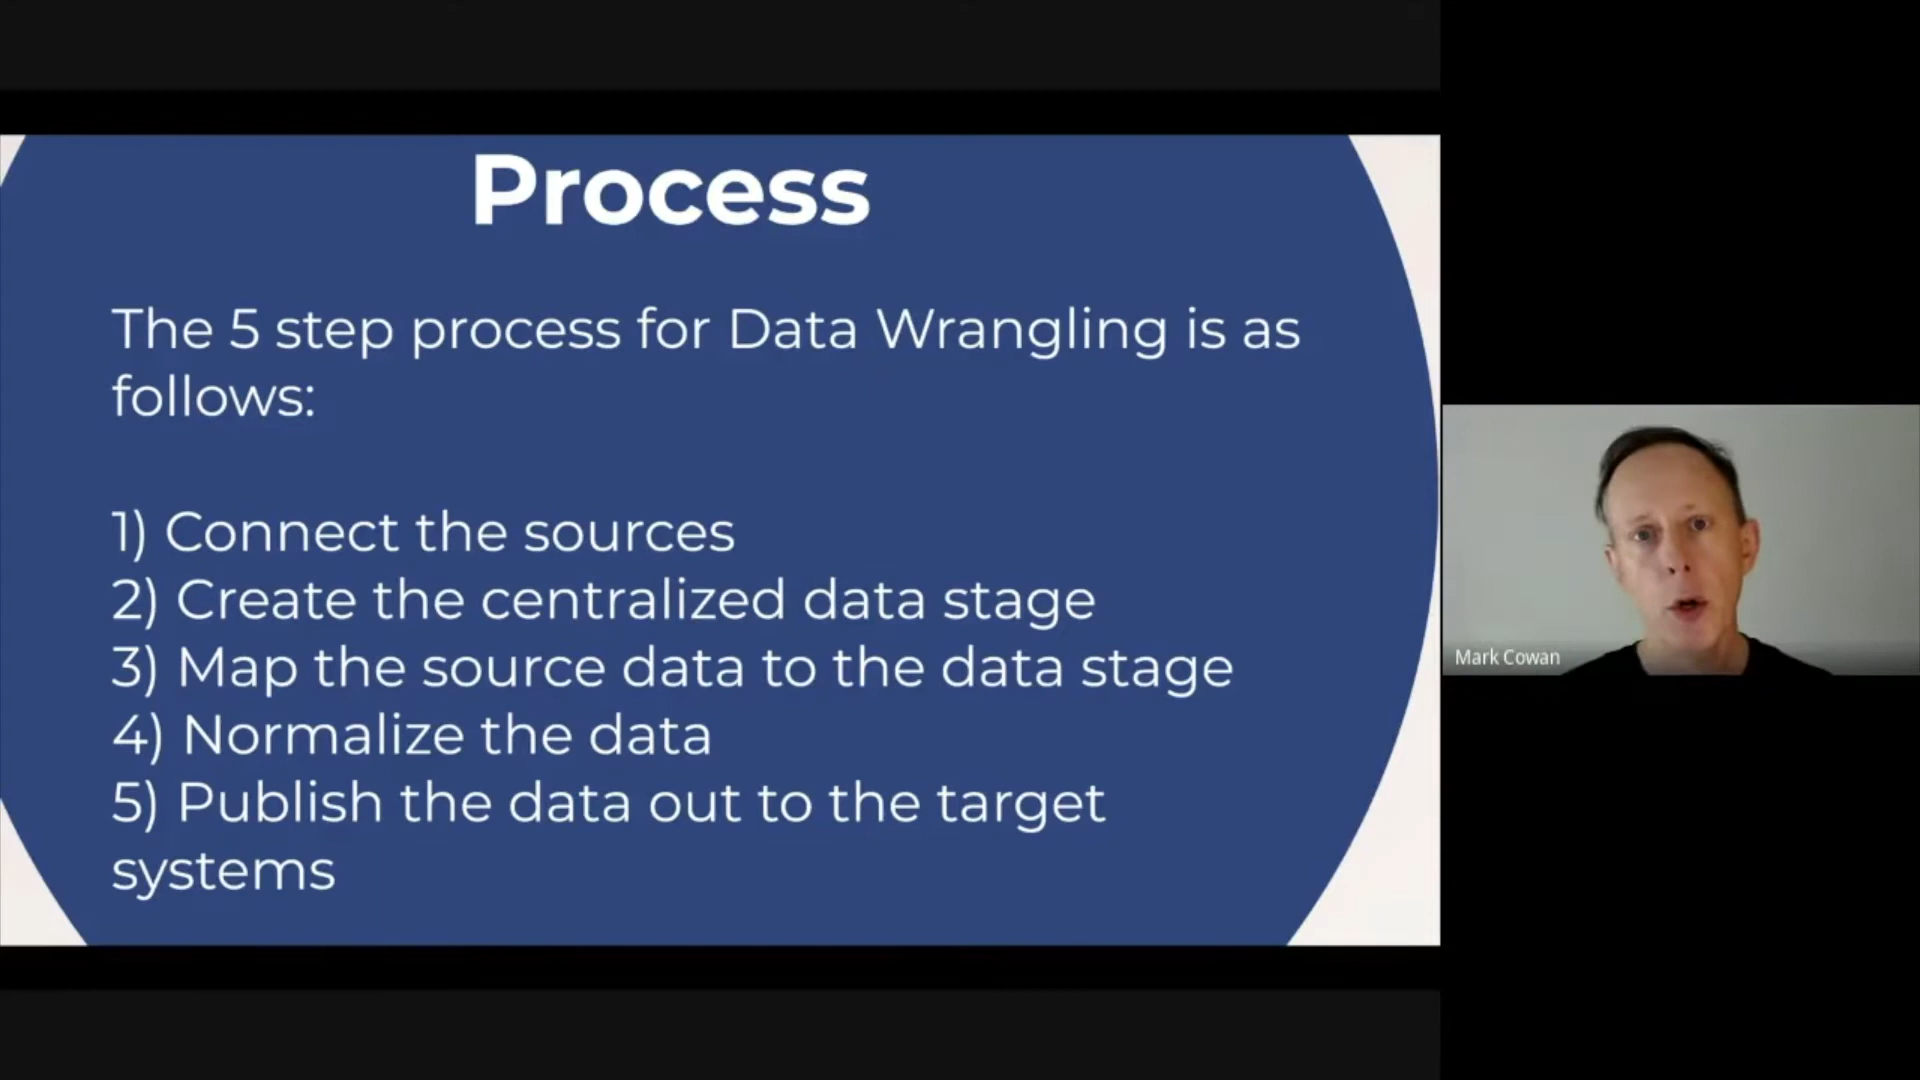 Process
The 5 step process for Data Wrangling is as
follows:
1) Connect the sources
2) Create the centralized data stage
3) Map the source data to the data stage
4) Normalize the data
5) Publish the data out to the target
systems
Mark Cowan